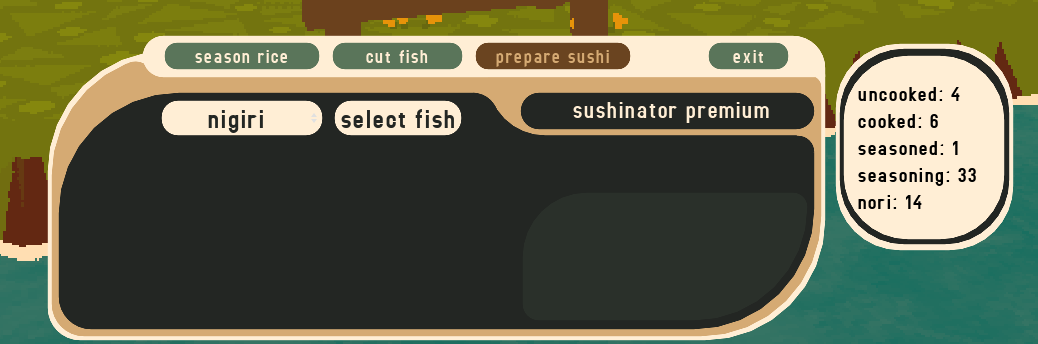 season rice
cut fish
prepare sushi
exit
nigiri
select fish
sushinator premium
uncooked: 4
cooked: 6
seasoned: 1
seasoning: 33
nori: 14